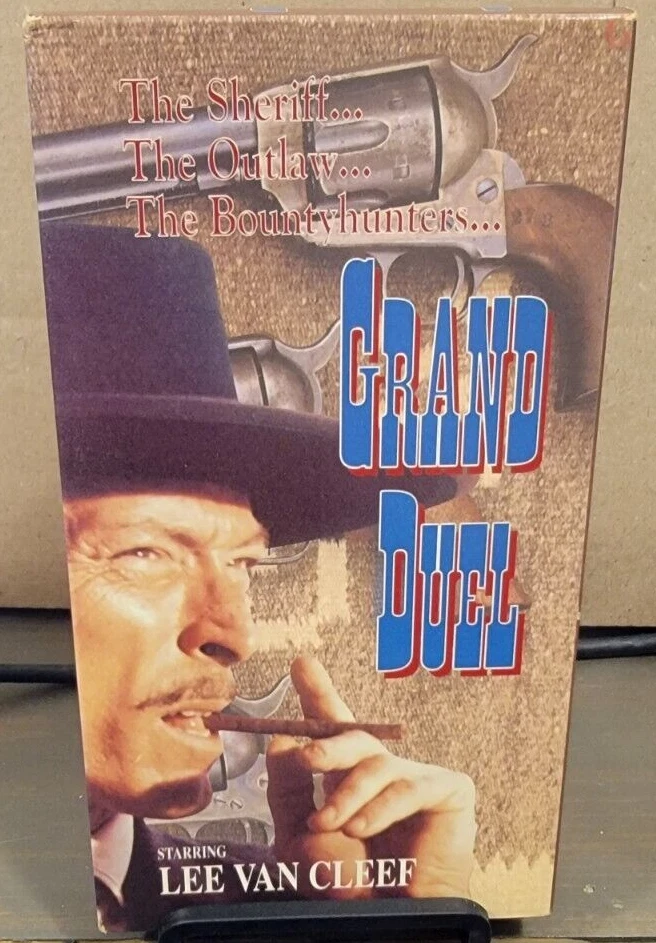 The Sheriff...
The Outlaw...
The Bountyhunters...
GRAND
DUEL
STARRING
LEE VAN CLEEF